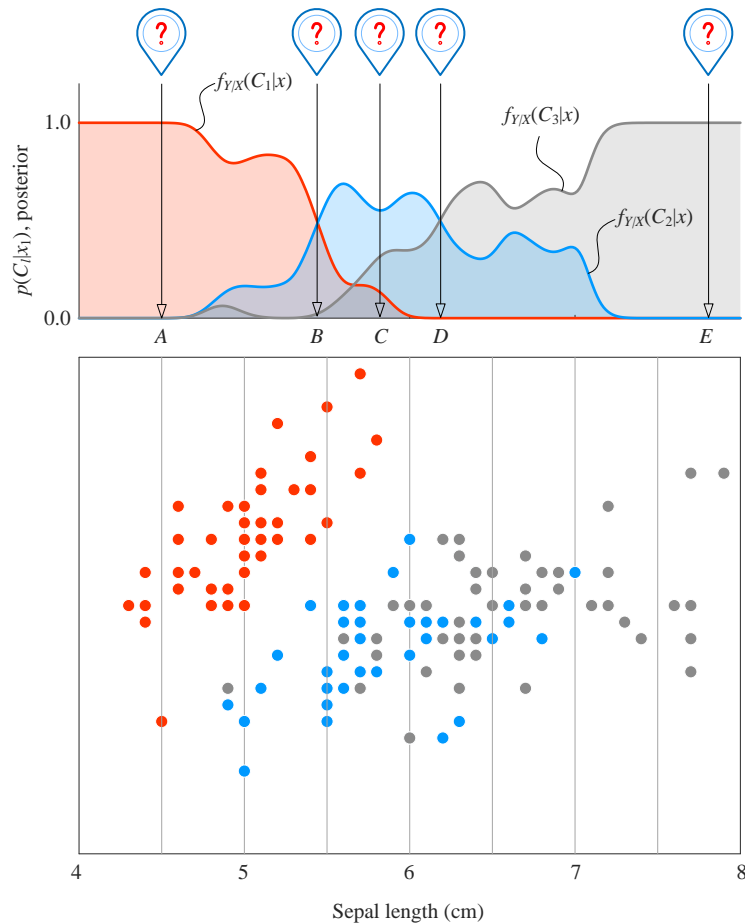 ? ? ? ? ?
f_{Y|X}(C_1|x)
f_{Y|X}(C_3|x)
f_{Y|X}(C_2|x)
1.0
0.0
p(C_l|x_1), posterior
A B C D E
4 5 6 7 8
Sepal length (cm)